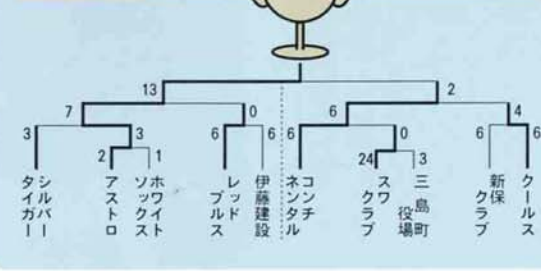 13
2
7
0
6
4
3
3
6
6
6
0
6
6
2
1
24
3
シルバー
タイガー
アストロ
ホワイト
ソックス
レッド
ブルス
伊藤建設
コンチ
ネンタル
スワ
クラブ
三島町
役場
新保
クラブ
クールス